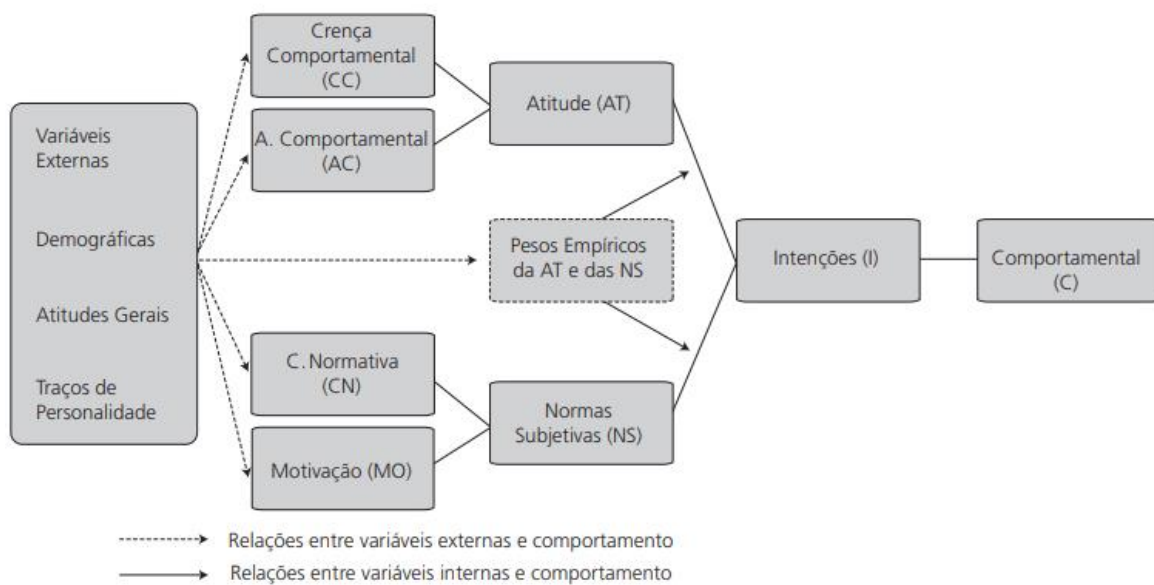 Variáveis
Externas
Demográficas
Atitudes Gerais
Traços de
Personalidade
Crença
Comportamental
(CC)
A. Comportamental
(AC)
C. Normativa
(CN)
Motivação (MO)
Atitude (AT)
Pesos Empíricos
da AT e das NS
Normas
Subjetivas (NS)
Intenções (I)
Comportamental
(C)
Relações entre variáveis externas e comportamento
Relações entre variáveis internas e comportamento